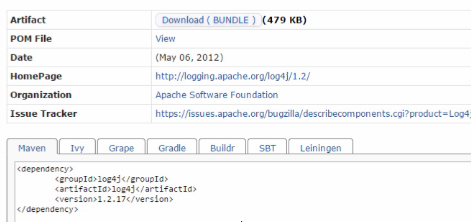 Artifact Download ( BUNDLE ) (479 KB)
POM File View
Date (May 06, 2012)
HomePage http://logging.apache.org/log4j/1.2/
Organization Apache Software Foundation
Issue Tracker https://issues.apache.org/bugzilla/describecomponents.cgi?product=Log4j
Maven Ivy Grape Gradle Buildr SBT Leiningen
<dependency>
<groupId>log4j</groupId>
<artifactId>log4j</artifactId>
<version>1.2.17</version>
</dependency>